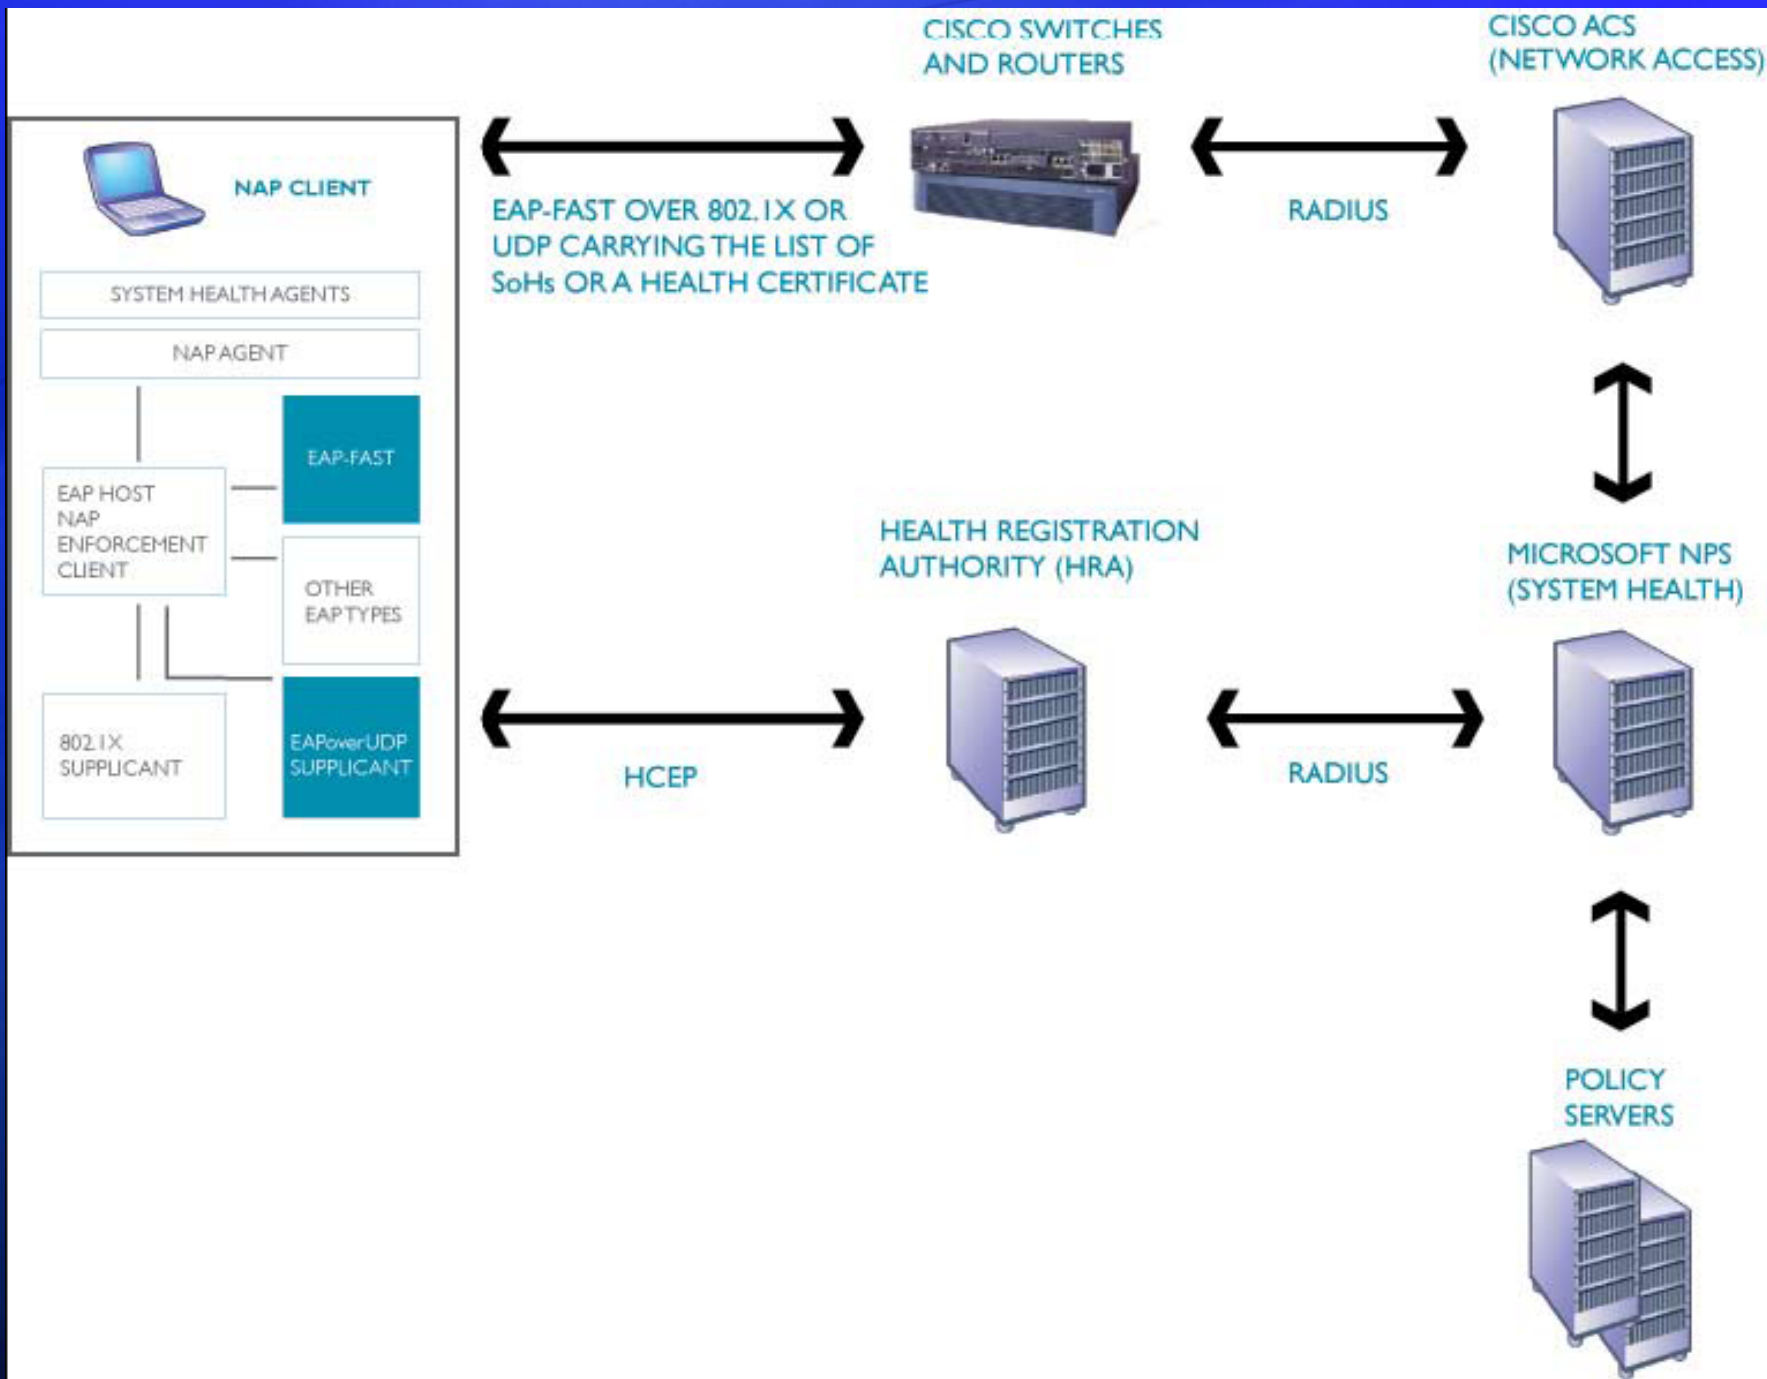 CISCO SWITCHES
AND ROUTERS
CISCO ACS
(NETWORK ACCESS)
NAP CLIENT
SYSTEM HEALTH AGENTS
NAP AGENT
EAP-FAST
EAP HOST
NAP
ENFORCEMENT
CLIENT
OTHER
EAP TYPES
802.1X
SUPPLICANT
EAPoverUDP
SUPPLICANT
EAP-FAST OVER 802.1X OR
UDP CARRYING THE LIST OF
SoHs OR A HEALTH CERTIFICATE
RADIUS
HEALTH REGISTRATION
AUTHORITY (HRA)
MICROSOFT NPS
(SYSTEM HEALTH)
HCEP
RADIUS
POLICY
SERVERS